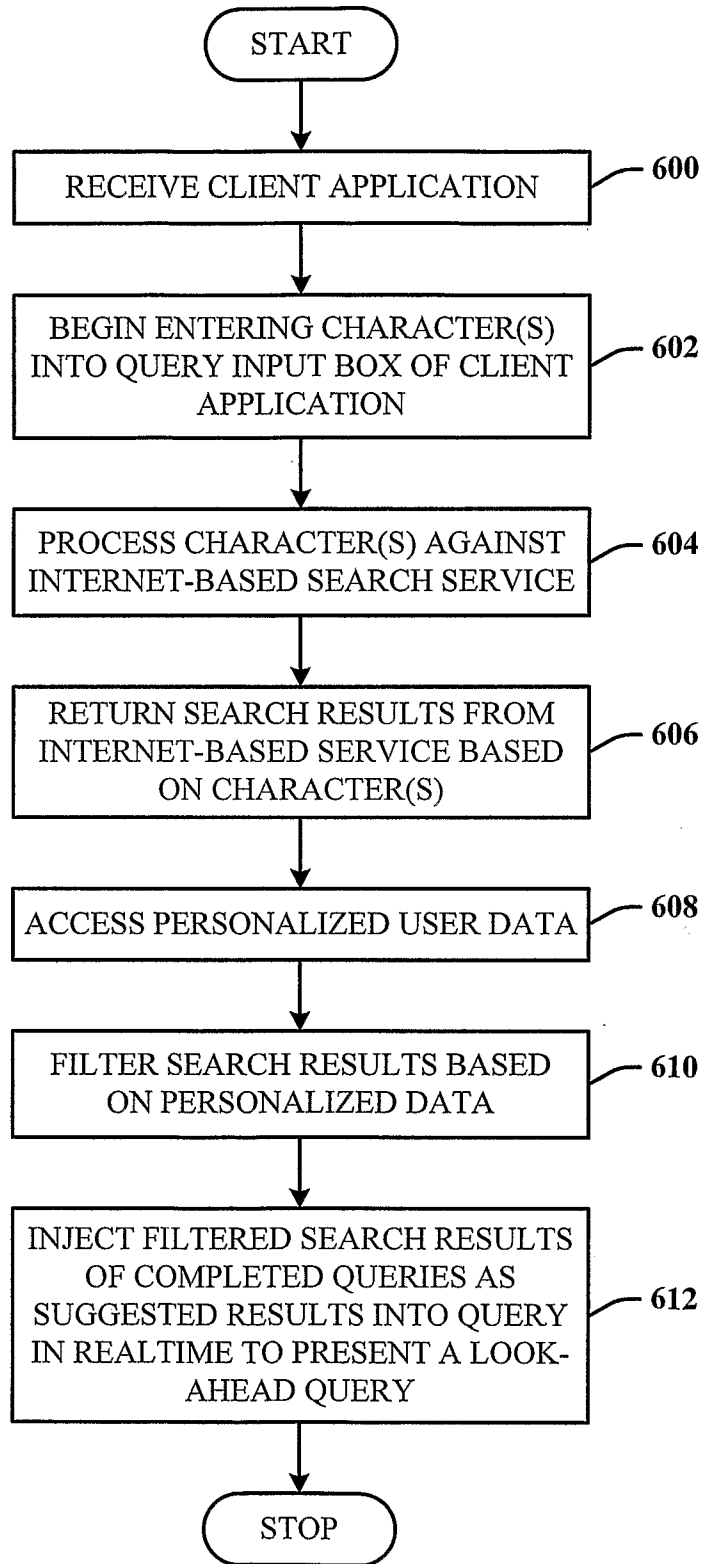 START
RECEIVE CLIENT APPLICATION
600
BEGIN ENTERING CHARACTER(S)
INTO QUERY INPUT BOX OF CLIENT
APPLICATION
602
PROCESS CHARACTER(S) AGAINST
INTERNET-BASED SEARCH SERVICE
604
RETURN SEARCH RESULTS FROM
INTERNET-BASED SERVICE BASED
ON CHARACTER(S)
606
ACCESS PERSONALIZED USER DATA
608
FILTER SEARCH RESULTS BASED
ON PERSONALIZED DATA
610
INJECT FILTERED SEARCH RESULTS
OF COMPLETED QUERIES AS
SUGGESTED RESULTS INTO QUERY
IN REALTIME TO PRESENT A LOOK-
AHEAD QUERY
612
STOP